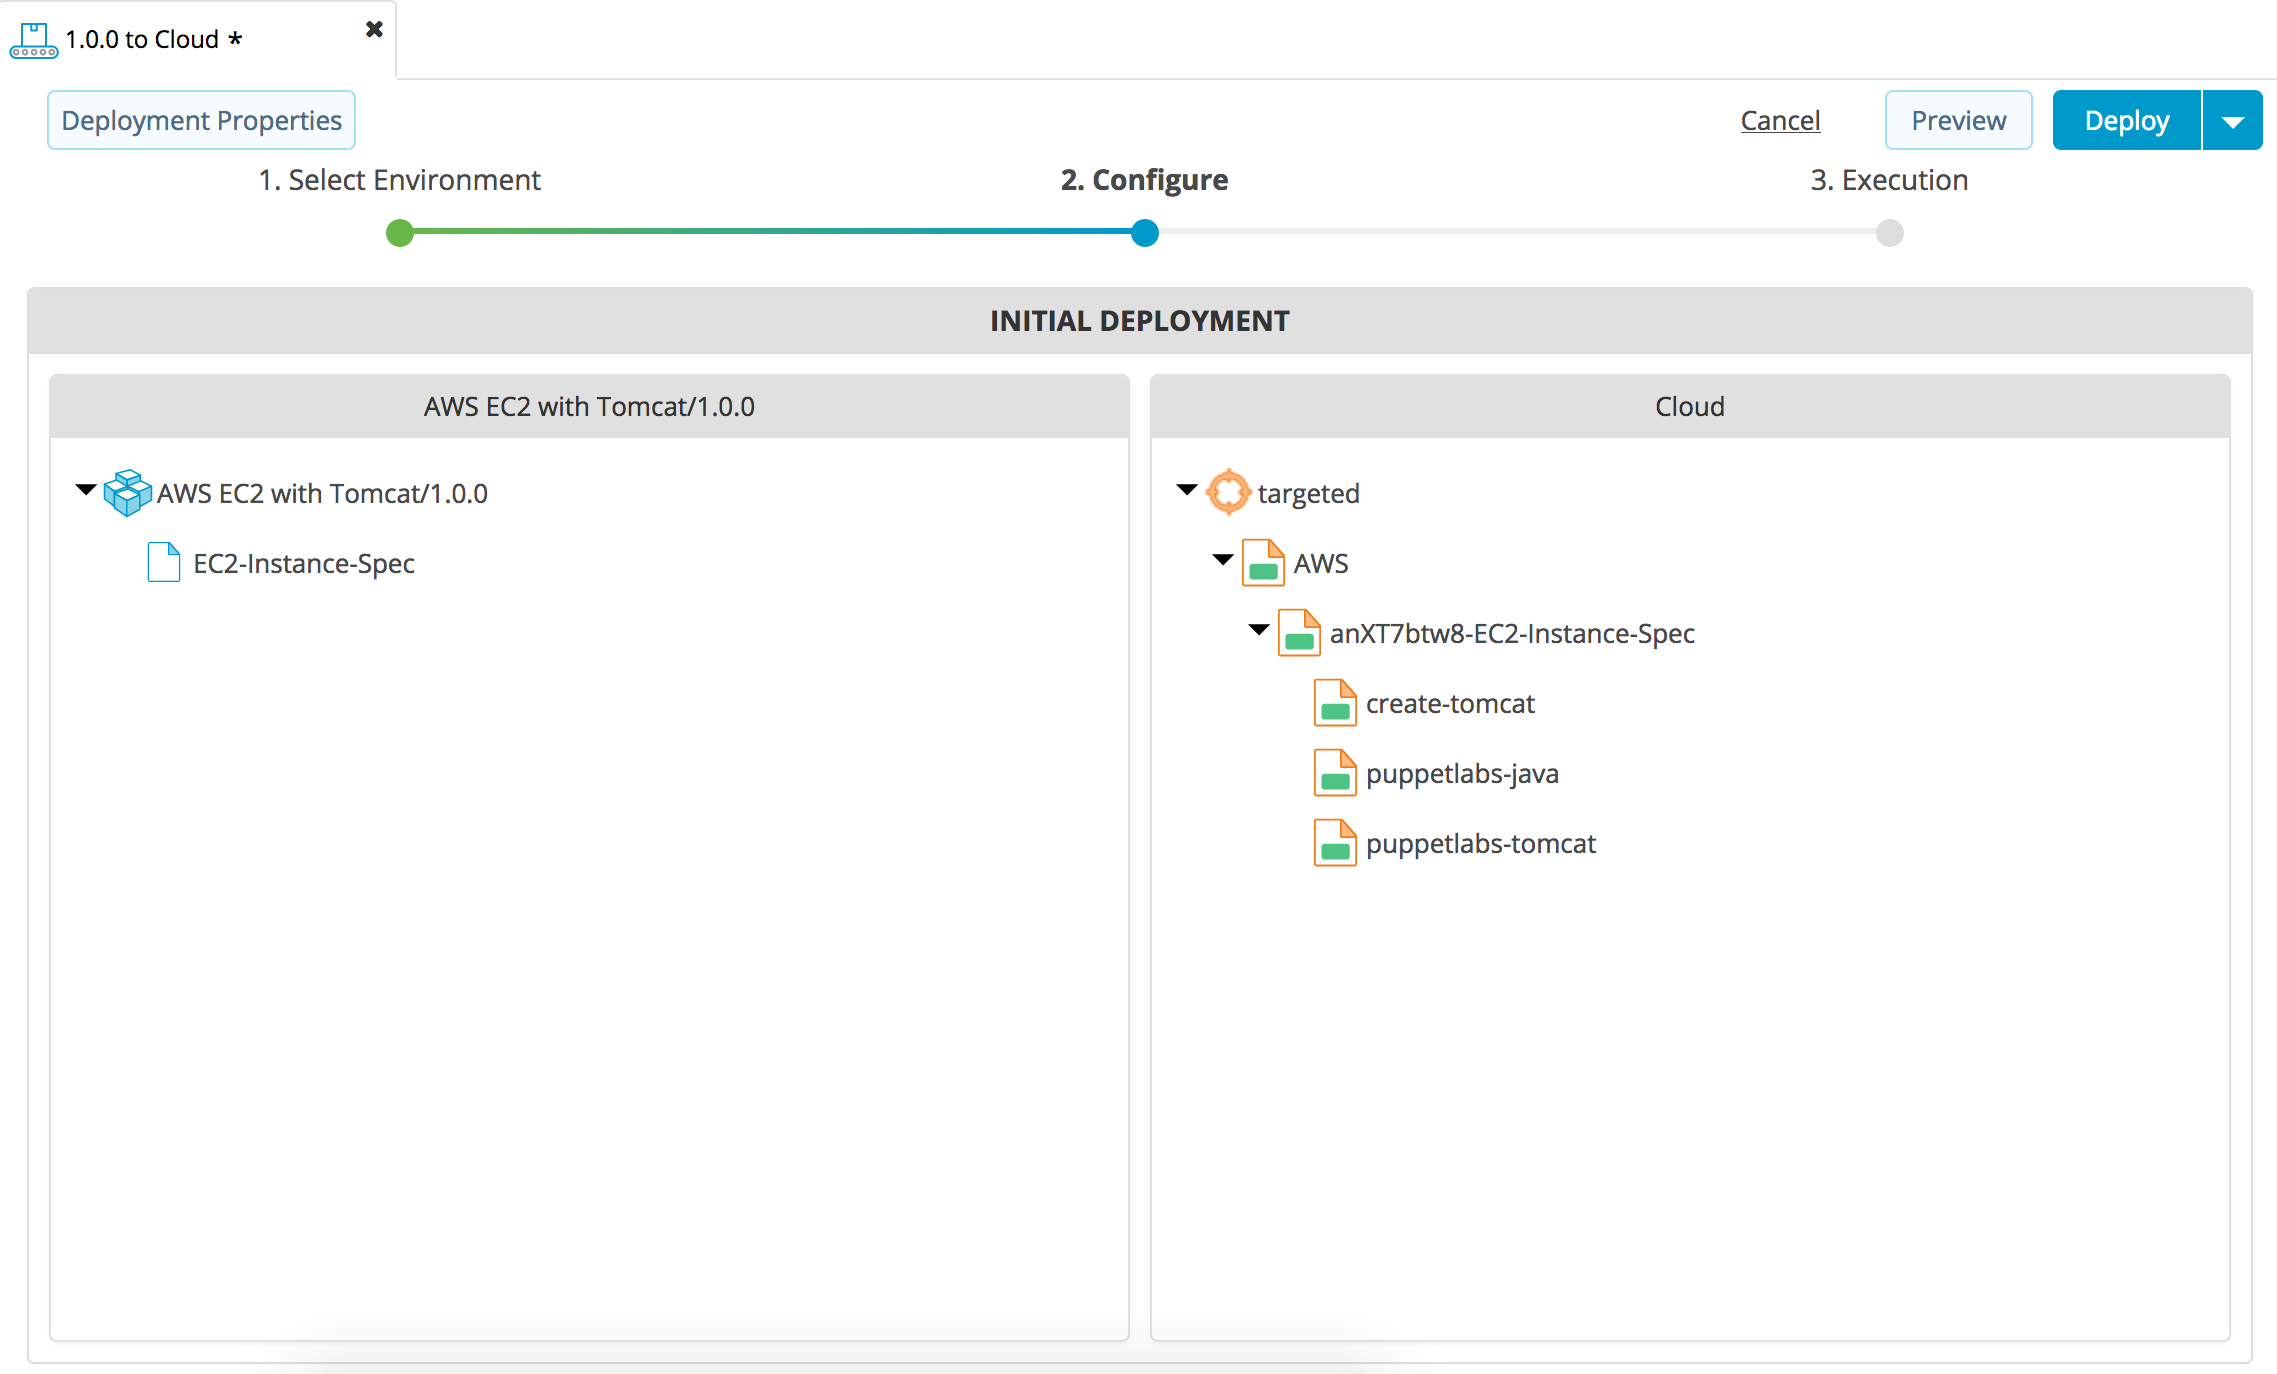 1.0.0 to Cloud *
Deployment Properties
Cancel
Preview
Deploy
1. Select Environment
2. Configure
3. Execution
INITIAL DEPLOYMENT
AWS EC2 with Tomcat/1.0.0
AWS EC2 with Tomcat/1.0.0
EC2-Instance-Spec
Cloud
targeted
AWS
anXT7btw8-EC2-Instance-Spec
create-tomcat
puppetlabs-java
puppetlabs-tomcat